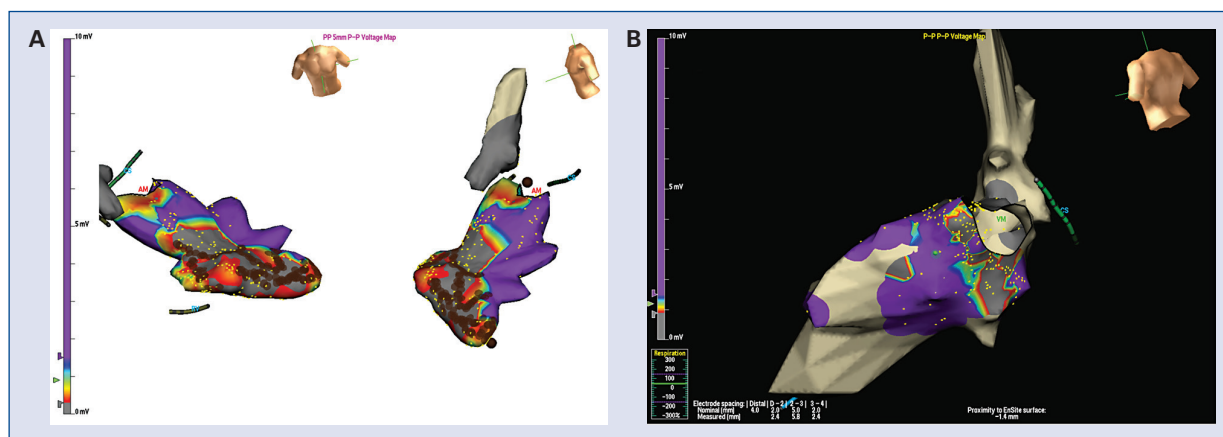 A
PP 5mm P-P Voltage Map
10 mV
5 mV
0 mV
AM
AM
B
P-P P-P Voltage Map
10 mV
5 mV
0 mV
VM
CS
Respiration
300
200
100
0
-100
-200
-300%
Electrode spacing: | Distal | D-2 | 2-3 | 3-4 |
Nominal (mm) 4.0 2.0 5.0 2.0
Measured (mm) 2.4 5.8 2.4
Proximity to EnSite surface:
-1.4 mm